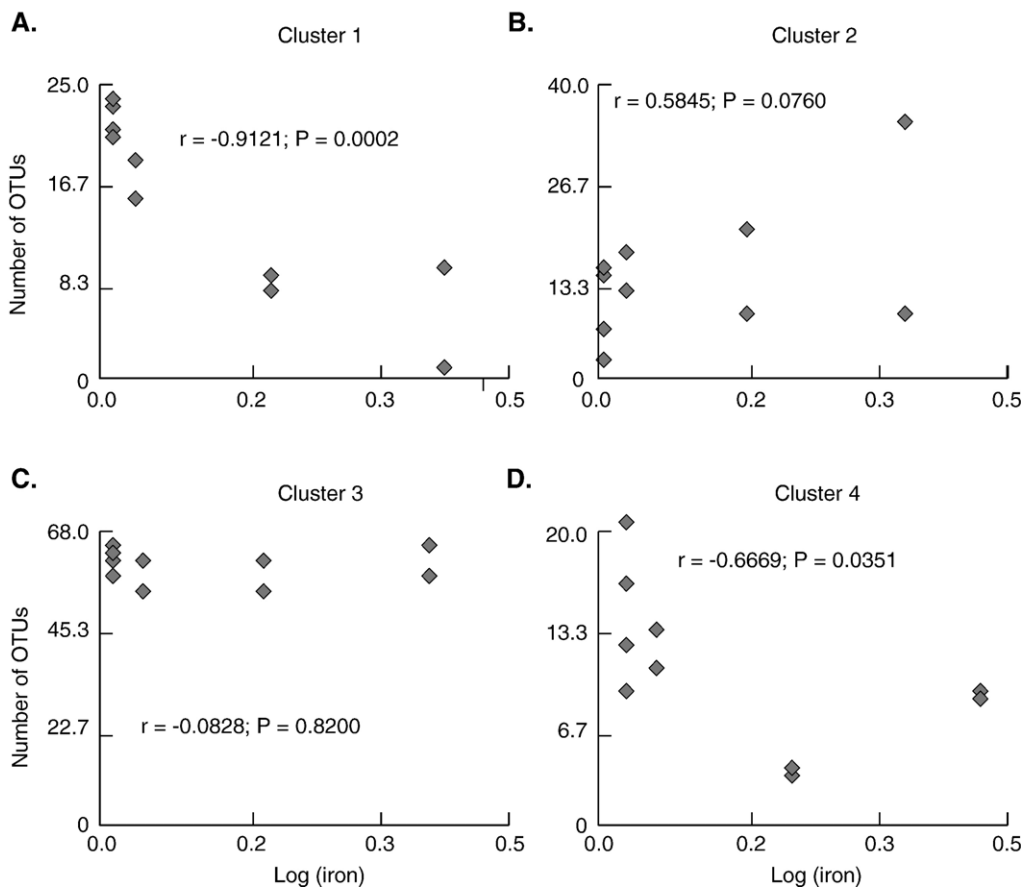 A.
Cluster 1
Number of OTUs
25.0
16.7
8.3
0
r = -0.9121; P = 0.0002
0.0
0.2
0.3
0.5
B.
Cluster 2
40.0
26.7
13.3
0
r = 0.5845; P = 0.0760
0.0
0.2
0.3
0.5
C.
Cluster 3
Number of OTUs
68.0
45.3
22.7
0
r = -0.0828; P = 0.8200
0.0
0.2
0.3
0.5
Log (iron)
D.
Cluster 4
20.0
13.3
6.7
0
r = -0.6669; P = 0.0351
0.0
0.2
0.3
0.5
Log (iron)